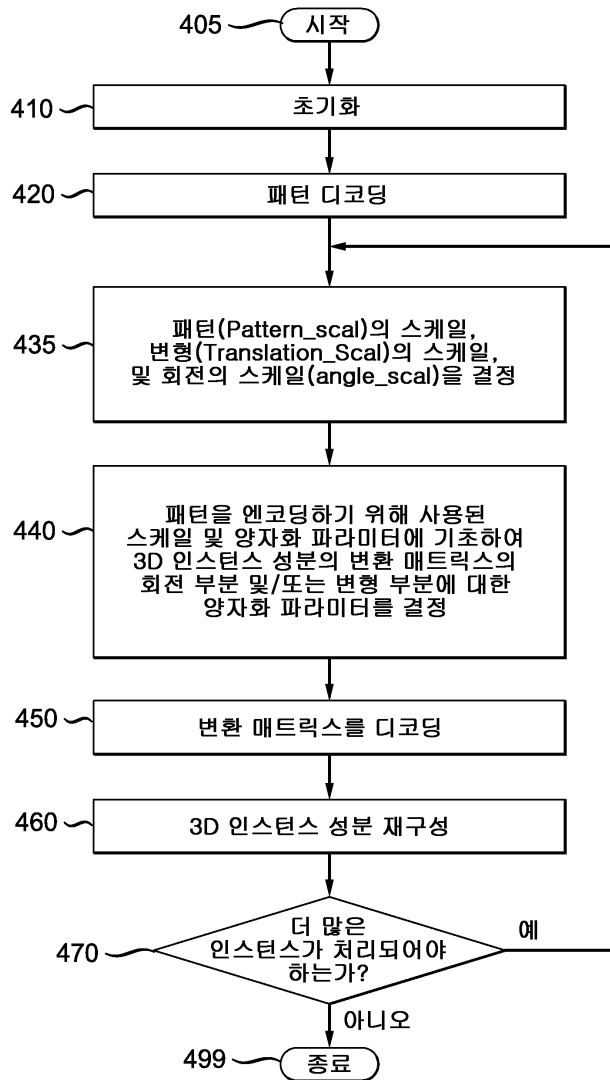 405
시작
410
초기화
420
패턴 디코딩
435
패턴(Pattern_scal)의 스케일,
변형(Translation_Scal)의 스케일,
및 회전의 스케일(angle_scal)을 결정
440
패턴을 엔코딩하기 위해 사용된
스케일 및 양자화 파라미터에 기초하여
3D 인스턴스 성분의 변환 매트릭스의
회전 부분 및/또는 변형 부분에 대한
양자화 파라미터를 결정
450
변환 매트릭스를 디코딩
460
3D 인스턴스 성분 재구성
470
더 많은
인스턴스가 처리되어야
하는가?
예
아니오
499
종료